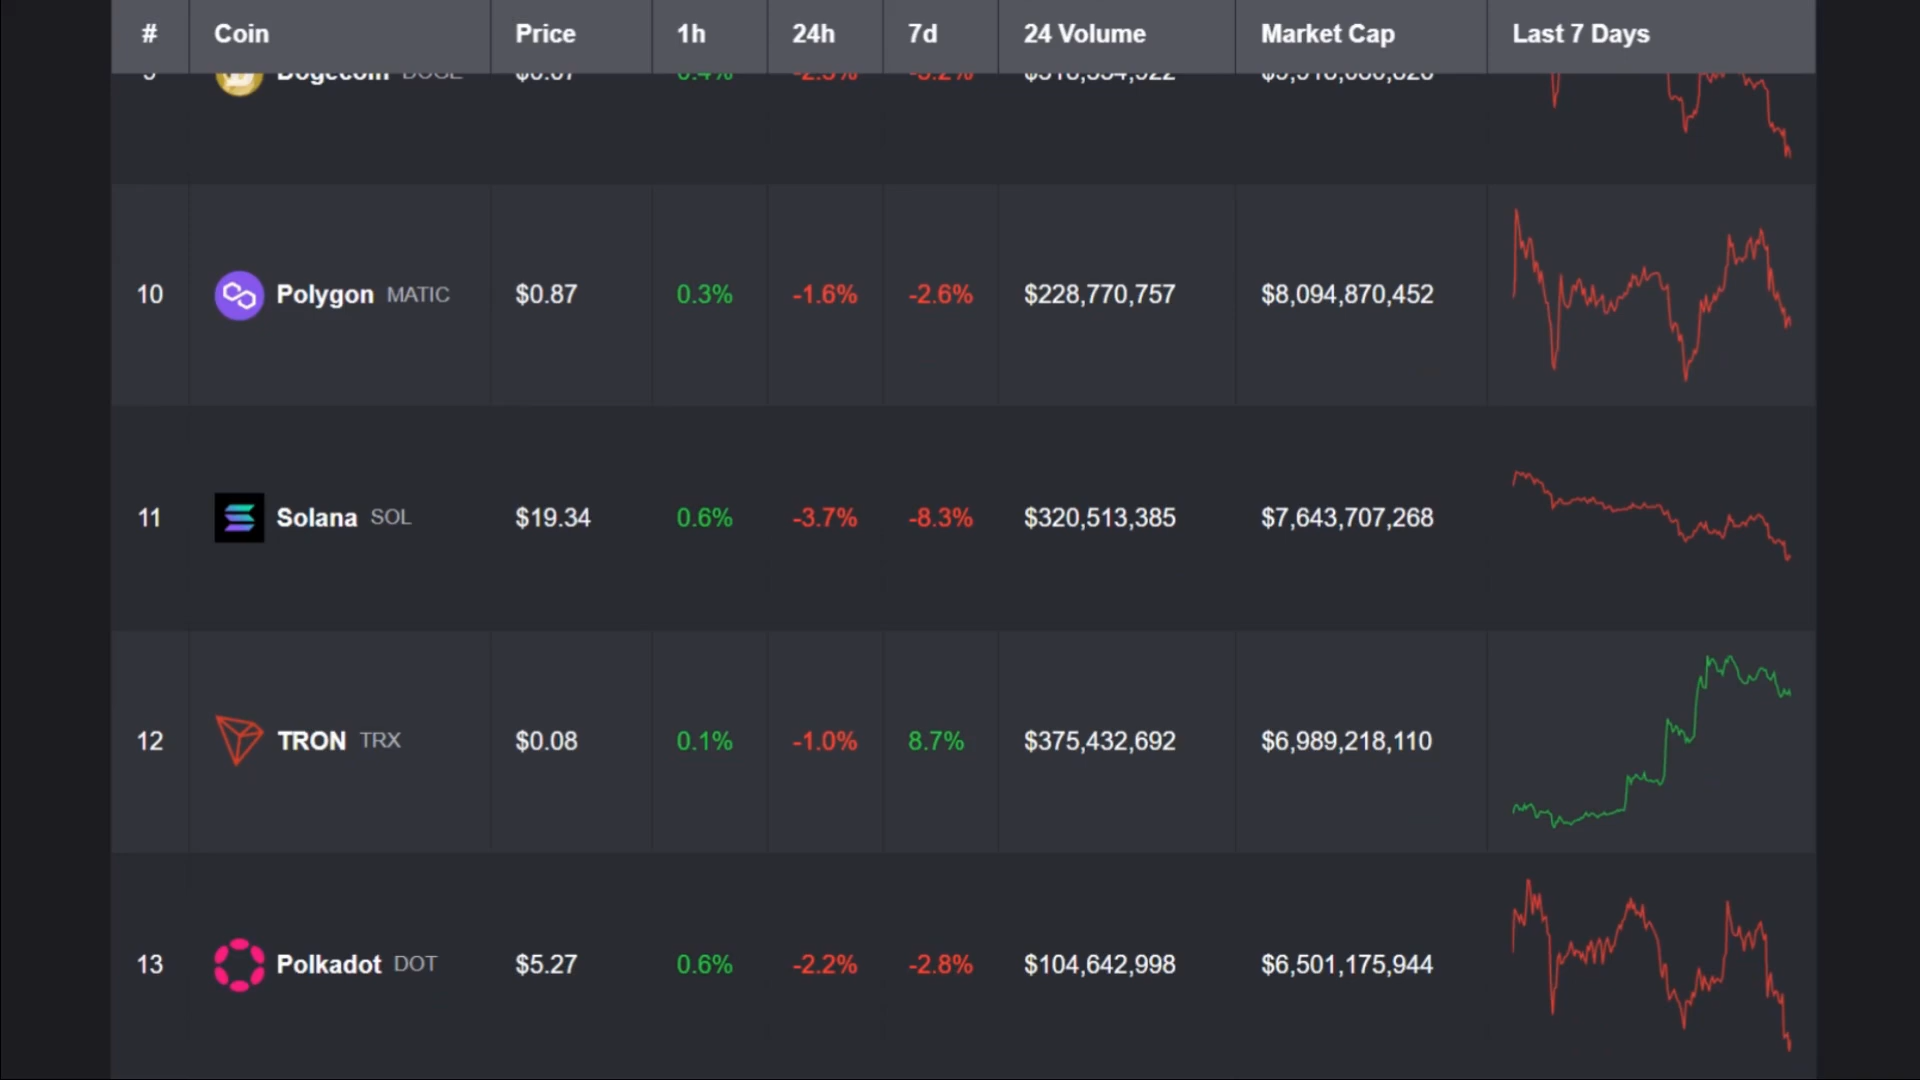 # Coin Price 1h 24h 7d 24 Volume Market Cap Last 7 Days
Dogecoin DOGE
10 Polygon MATIC $0.87 0.3% -1.6% -2.6% $228,770,757 $8,094,870,452
11 Solana SOL $19.34 0.6% -3.7% -8.3% $320,513,385 $7,643,707,268
12 TRON TRX $0.08 0.1% -1.0% 8.7% $375,432,692 $6,989,218,110
13 Polkadot DOT $5.27 0.6% -2.2% -2.8% $104,642,998 $6,501,175,944